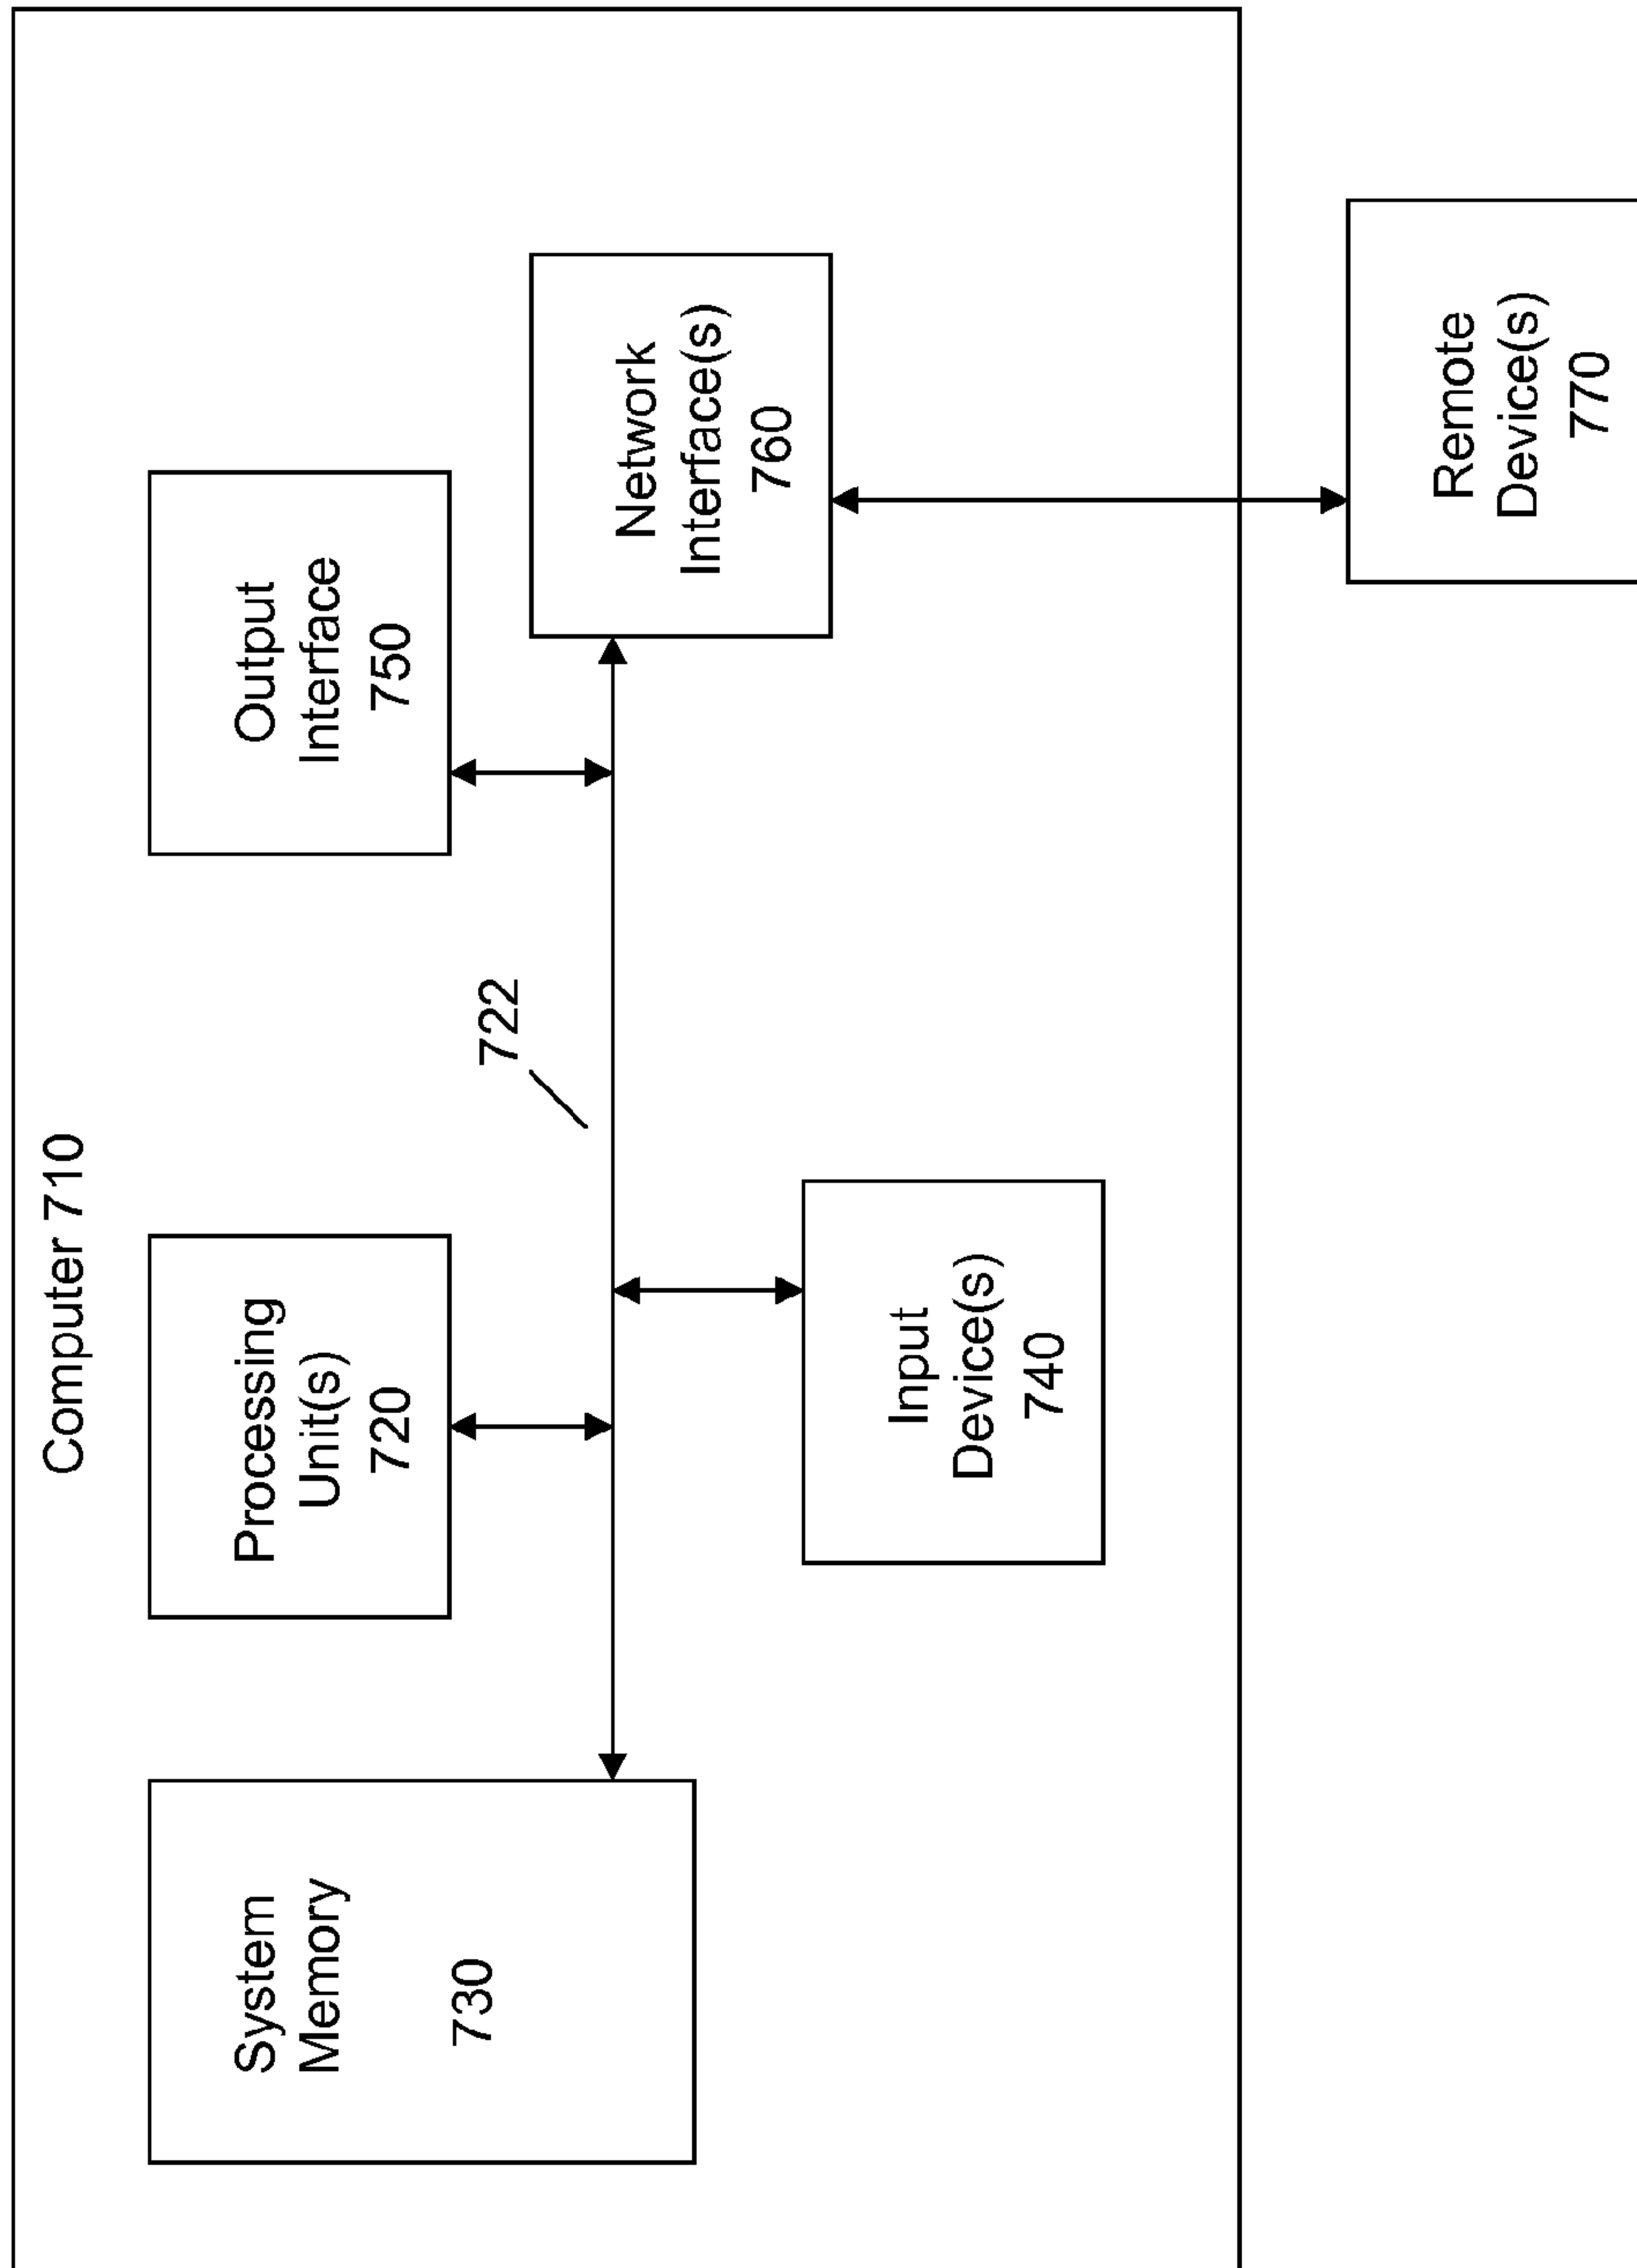 Computer 710
System
Memory
730
Processing
Unit(s)
720
Output
Interface
750
722
Network
Interface(s)
760
Input
Device(s)
740
Remote
Device(s)
770